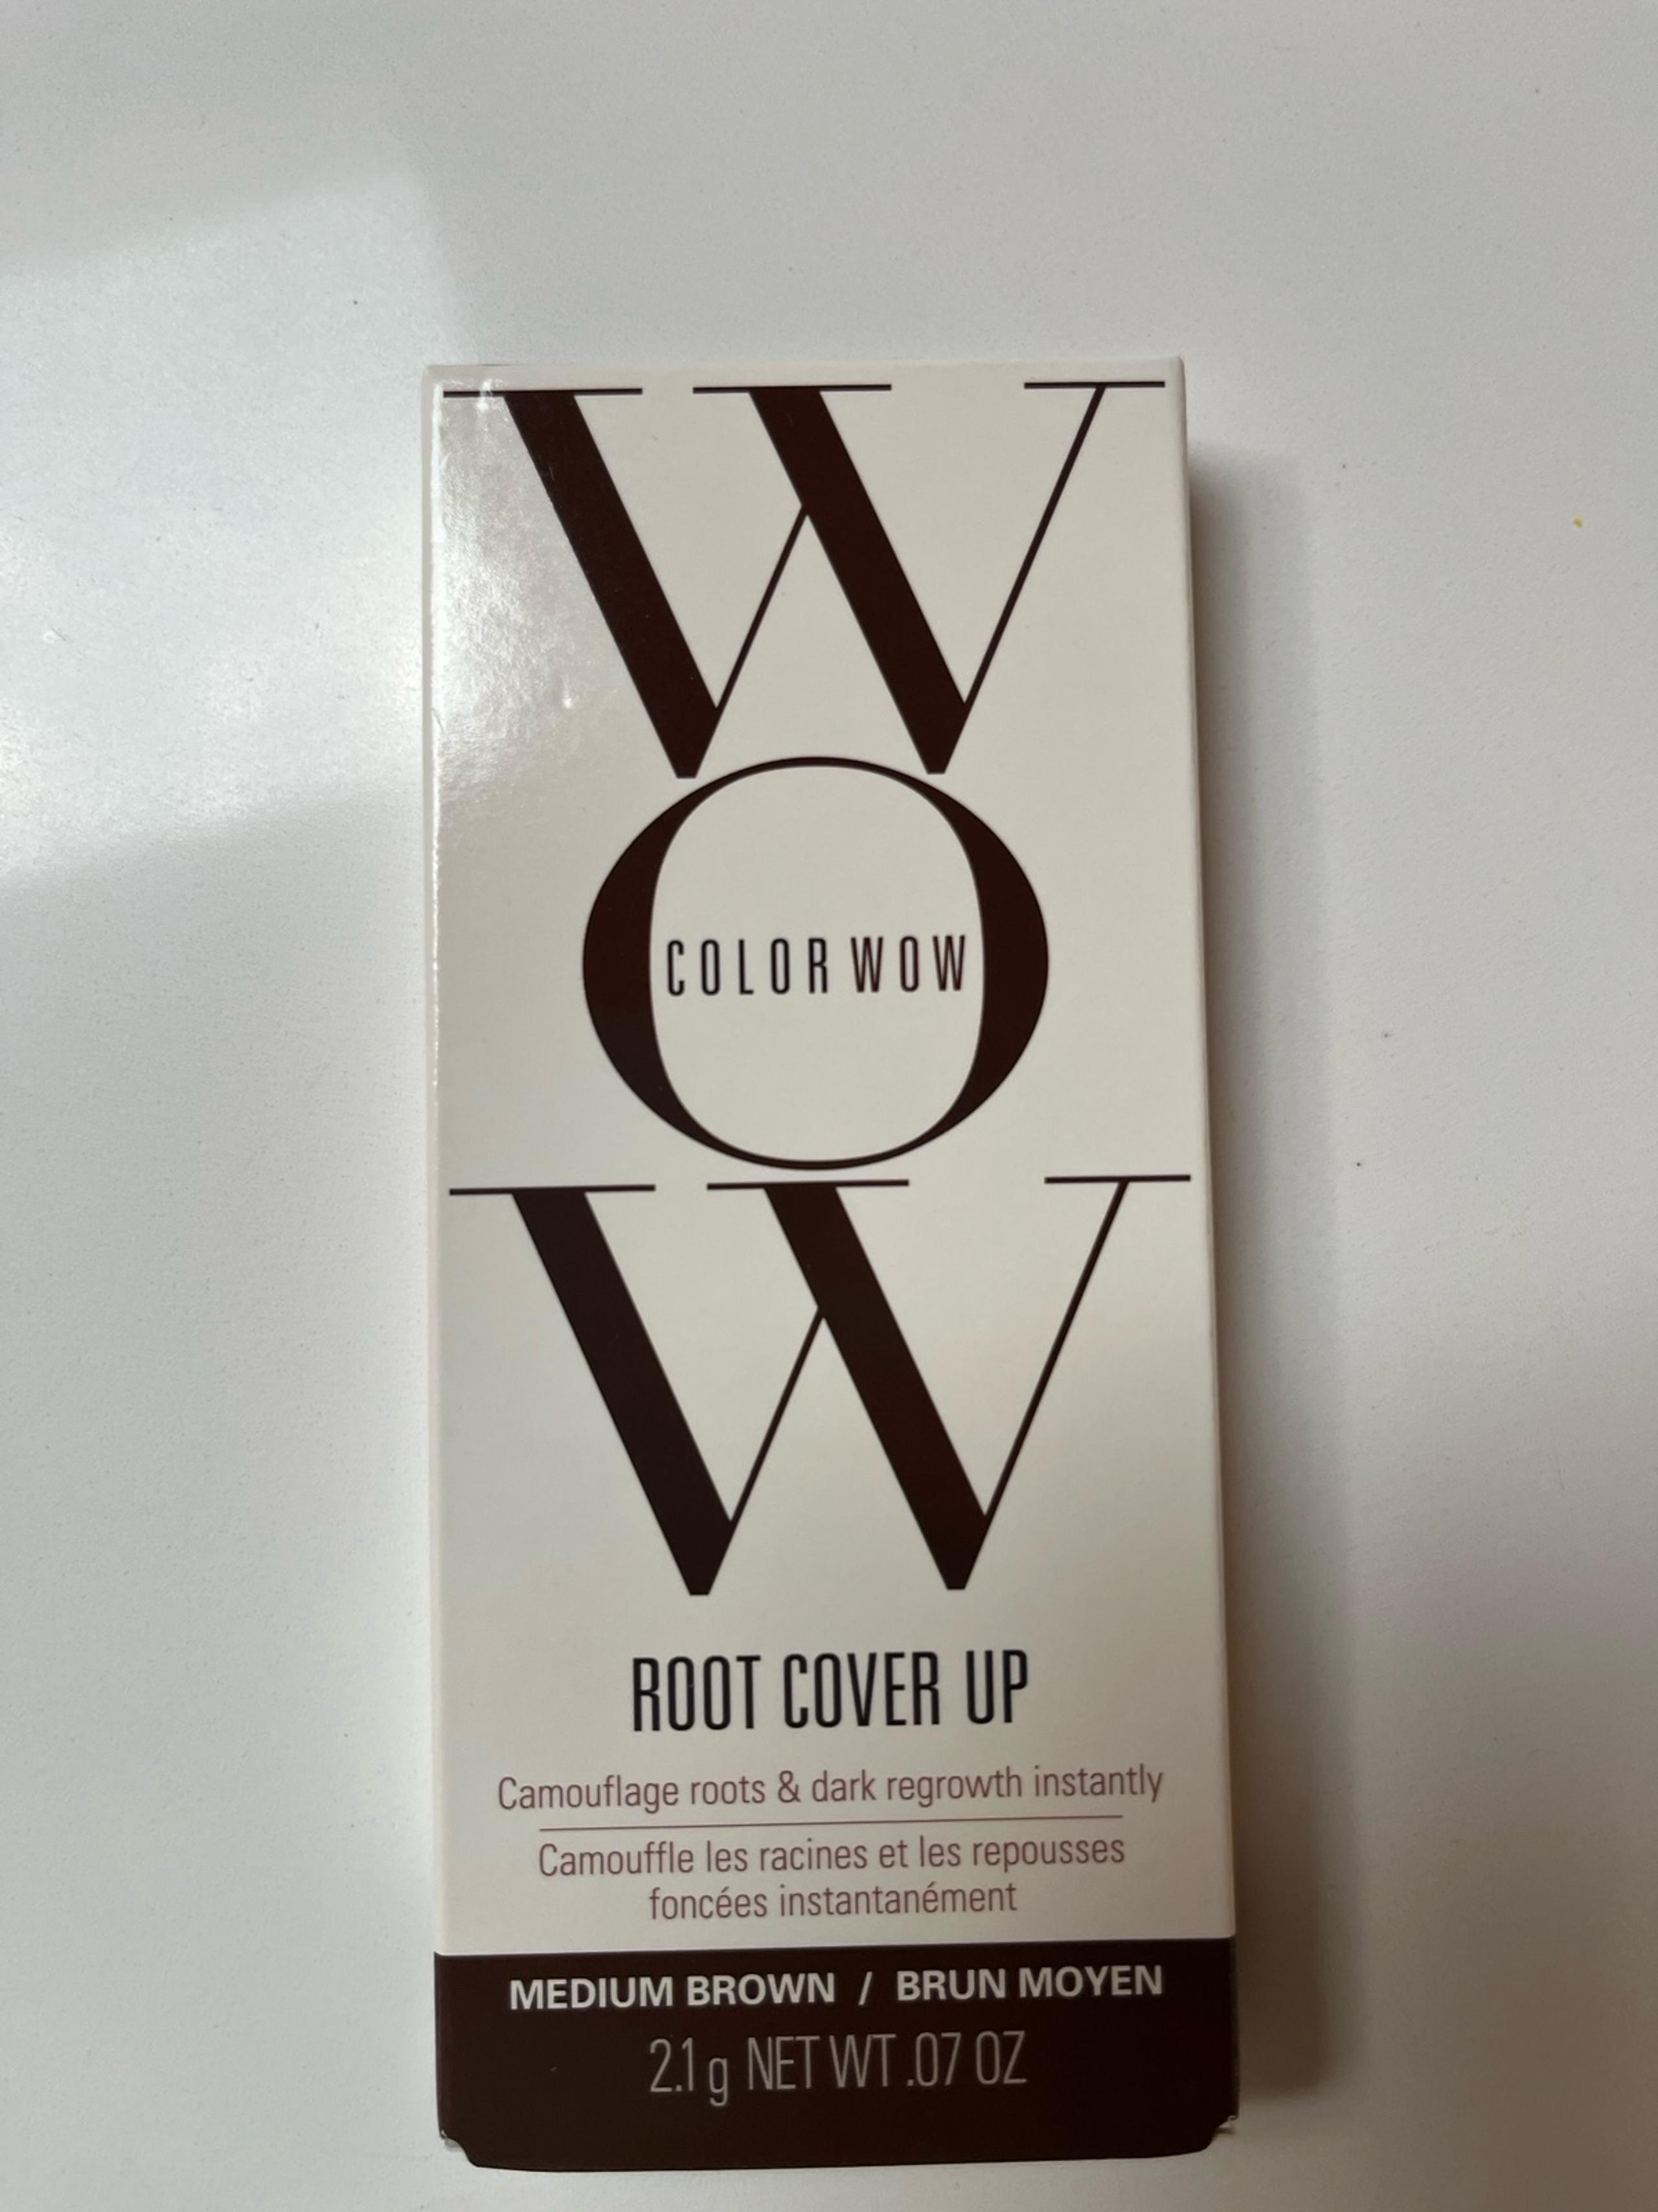 W
O
COLOR WOW
W
ROOT COVER UP
Camouflage roots & dark regrowth instantly
Camouffle les racines et les repousses
foncées instantanément
MEDIUM BROWN / BRUN MOYEN
2.1 g NET WT .07 OZ